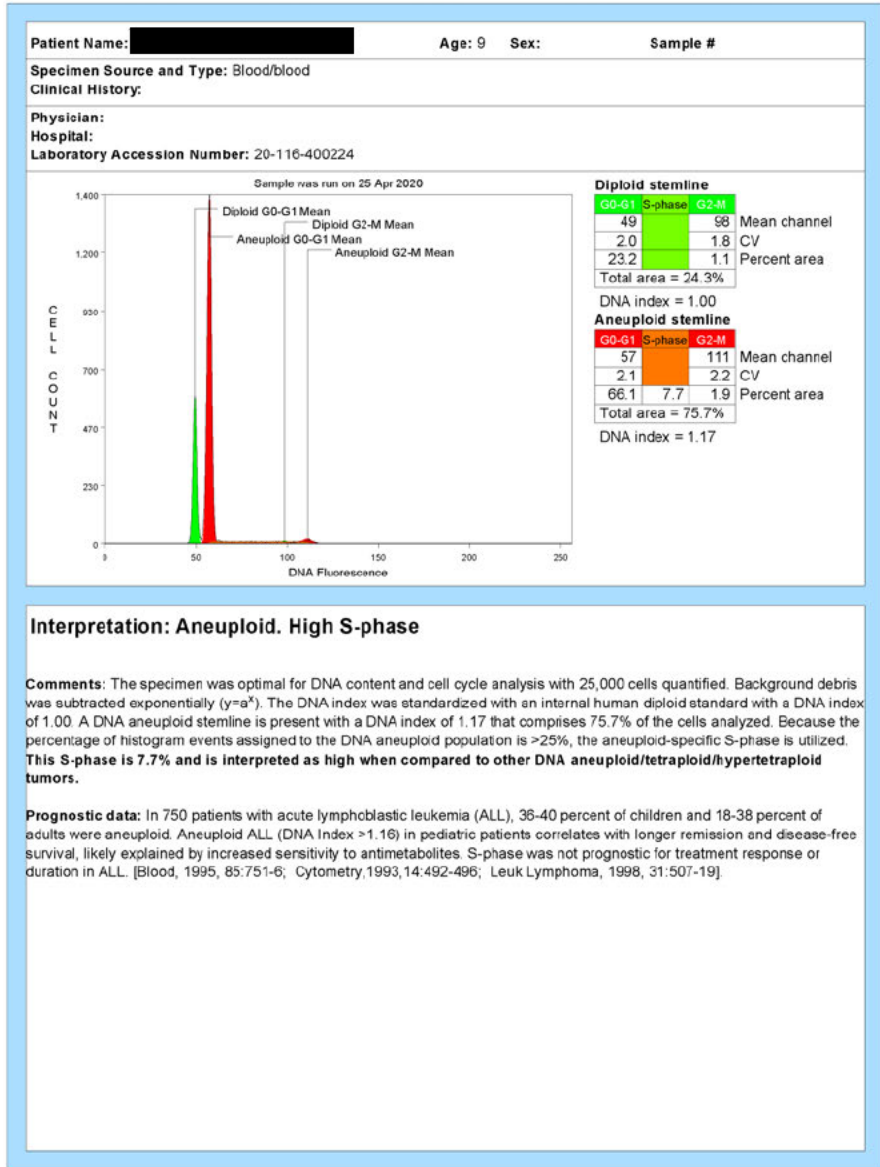 Patient Name: Age: 9 Sex: Sample #
Specimen Source and Type: Blood/blood
Clinical History:
Physician:
Hospital:
Laboratory Accession Number: 20-116-400224
Sample was run on 25 Apr 2020
1,400
1,200
930
700
470
230
0
CELL COUNT
Diploid G0-G1 Mean
Diploid G2-M Mean
Aneuploid G0-G1 Mean
Aneuploid G2-M Mean
0 50 100 150 200 250
DNA Fluorescence
Diploid stemline
G0-G1 S-phase G2-M
49 98 Mean channel
2.0 1.8 CV
23.2 1.1 Percent area
Total area = 24.3%
DNA index = 1.00
Aneuploid stemline
G0-G1 S-phase G2-M
57 111 Mean channel
2.1 2.2 CV
66.1 7.7 1.9 Percent area
Total area = 75.7%
DNA index = 1.17
Interpretation: Aneuploid. High S-phase
Comments: The specimen was optimal for DNA content and cell cycle analysis with 25,000 cells quantified. Background debris
was subtracted exponentially (y=aˣ). The DNA index was standardized with an internal human diploid standard with a DNA index
of 1.00. A DNA aneuploid stemline is present with a DNA index of 1.17 that comprises 75.7% of the cells analyzed. Because the
percentage of histogram events assigned to the DNA aneuploid population is >25%, the aneuploid-specific S-phase is utilized.
This S-phase is 7.7% and is interpreted as high when compared to other DNA aneuploid/tetraploid/hypertetraploid
tumors.
Prognostic data: In 750 patients with acute lymphoblastic leukemia (ALL), 36-40 percent of children and 18-38 percent of
adults were aneuploid. Aneuploid ALL (DNA Index >1.16) in pediatric patients correlates with longer remission and disease-free
survival, likely explained by increased sensitivity to antimetabolites. S-phase was not prognostic for treatment response or
duration in ALL. [Blood, 1995, 85:751-6; Cytometry,1993,14:492-496; Leuk Lymphoma, 1998, 31:507-19].